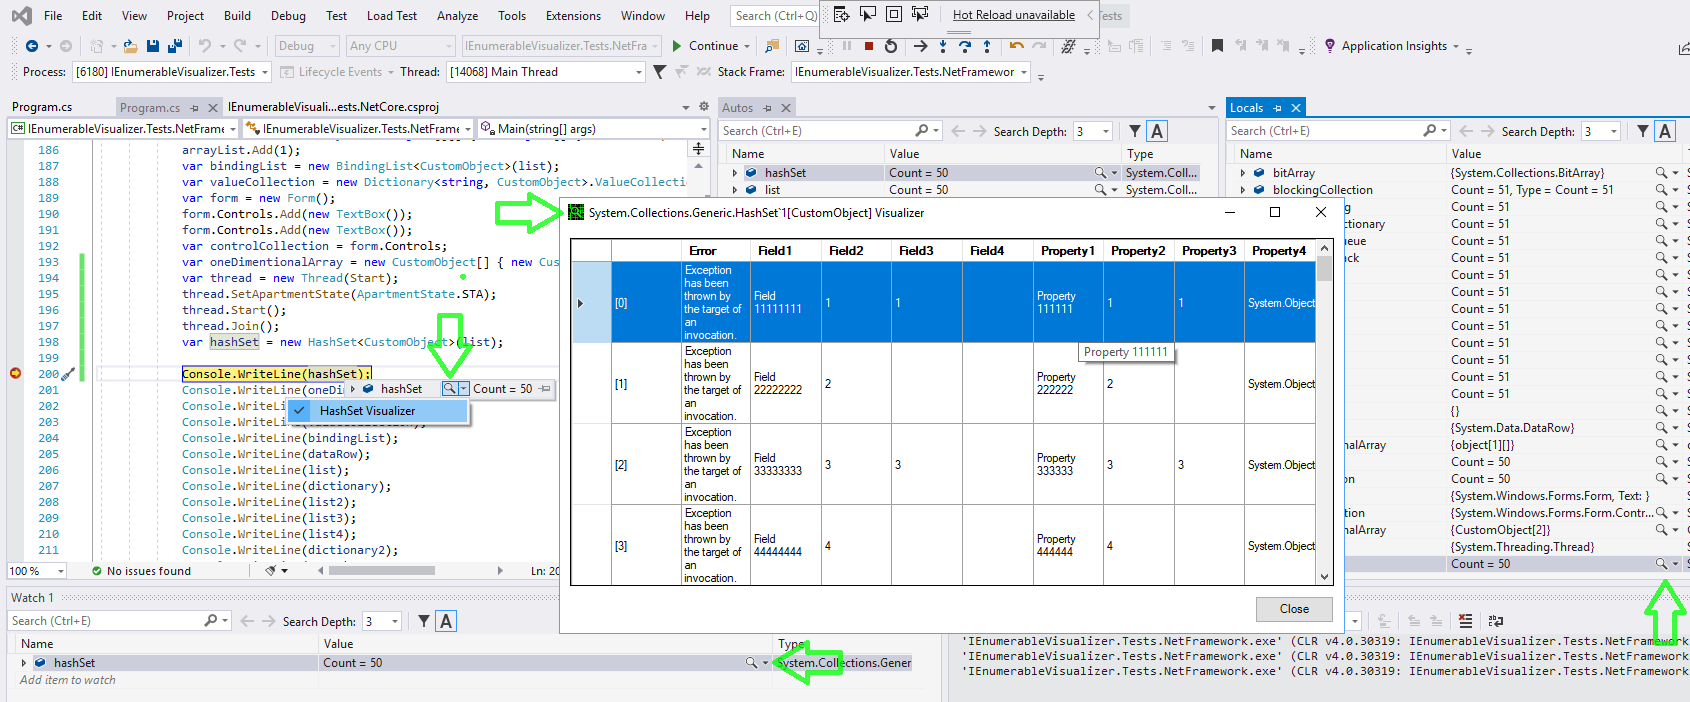 File Edit View Project Build Debug Test Load Test Analyze Tools Extensions Window Help Search (Ctrl+Q) Hot Reload unavailable
Debug Any CPU IEnumerableVisualizer.Tests.NetFra Continue Application Insights
Process: [6180] IEnumerableVisualizer.Tests Lifecycle Events Thread: [14068] Main Thread Stack Frame: IEnumerableVisualizer.Tests.NetFramewor
Program.cs Program.cs IEnumerableVisuali...ests.NetCore.csproj
IEnumerableVisualizer.Tests.NetFrame IEnumerableVisualizer.Tests.NetFrame Main(string[] args)
186 arrayList.Add(1);
187 var bindingList = new BindingList<CustomObject>(list);
188 var valueCollection = new Dictionary<string, CustomObject>.ValueCollectio
189 var form = new Form();
190 form.Controls.Add(new TextBox());
191 form.Controls.Add(new TextBox());
192 var controlCollection = form.Controls;
193 var oneDimentionalArray = new CustomObject[] { new Cus
194 var thread = new Thread(Start);
195 thread.SetApartmentState(ApartmentState.STA);
196 thread.Start();
197 thread.Join();
198 var hashSet = new HashSet<CustomObject>(list);
199
200 Console.WriteLine(hashSet);
201 Console.WriteLine(oneDi
hashSet Count = 50
202 Console.WriteLi
HashSet Visualizer
203 Console.WriteLi
204 Console.WriteLine(bindingList);
205 Console.WriteLine(dataRow);
206 Console.WriteLine(list);
207 Console.WriteLine(dictionary);
208 Console.WriteLine(list2);
209 Console.WriteLine(list3);
210 Console.WriteLine(list4);
211 Console.WriteLine(dictionary2);
100 % No issues found Ln: 20
Autos
Search (Ctrl+E) Search Depth: 3 A
Name Value Type
hashSet Count = 50 System.Coll...
list Count = 50 System.Coll...
System.Collections.Generic.HashSet`1[CustomObject] Visualizer
Error Field1 Field2 Field3 Field4 Property1 Property2 Property3 Property4
[0] Exception has been thrown by the target of an invocation. Field 11111111 1 1 Property 111111 1 1 System.Object
Property 111111
[1] Exception has been thrown by the target of an invocation. Field 22222222 2 Property 222222 2 System.Object
[2] Exception has been thrown by the target of an invocation. Field 33333333 3 3 Property 333333 3 3 System.Object
[3] Exception has been thrown by the target of an invocation. Field 44444444 4 Property 444444 4 System.Object
Close
Locals
Search (Ctrl+E) Search Depth: 3 A
Name Value
bitArray {System.Collections.BitArray}
blockingCollection Count = 51, Type = Count = 51
g Count = 51
ctionary Count = 51
ueue Count = 51
ck Count = 51
Count = 51
Count = 51
Count = 51
Count = 51
Count = 51
Count = 51
Count = 51
Count = 51
{}
{System.Data.DataRow}
nalArray {object[1][]}
Count = 50
on Count = 50
{System.Windows.Forms.Form, Text: }
tion {System.Windows.Forms.Form.Contr...
nalArray {CustomObject[2]}
{System.Threading.Thread}
Count = 50
Watch 1
Search (Ctrl+E) Search Depth: 3 A
Name Value Type
hashSet Count = 50 System.Collections.Gener
Add item to watch
'IEnumerableVisualizer.Tests.NetFramework.exe' (CLR v4.0.30319: IEnumerableVisualizer.Tests.NetFramework
'IEnumerableVisualizer.Tests.NetFramework.exe' (CLR v4.0.30319: IEnumerableVisualizer.Tests.NetFramework
'IEnumerableVisualizer.Tests.NetFramework.exe' (CLR v4.0.30319: IEnumerableVisualizer.Tests.NetFramework